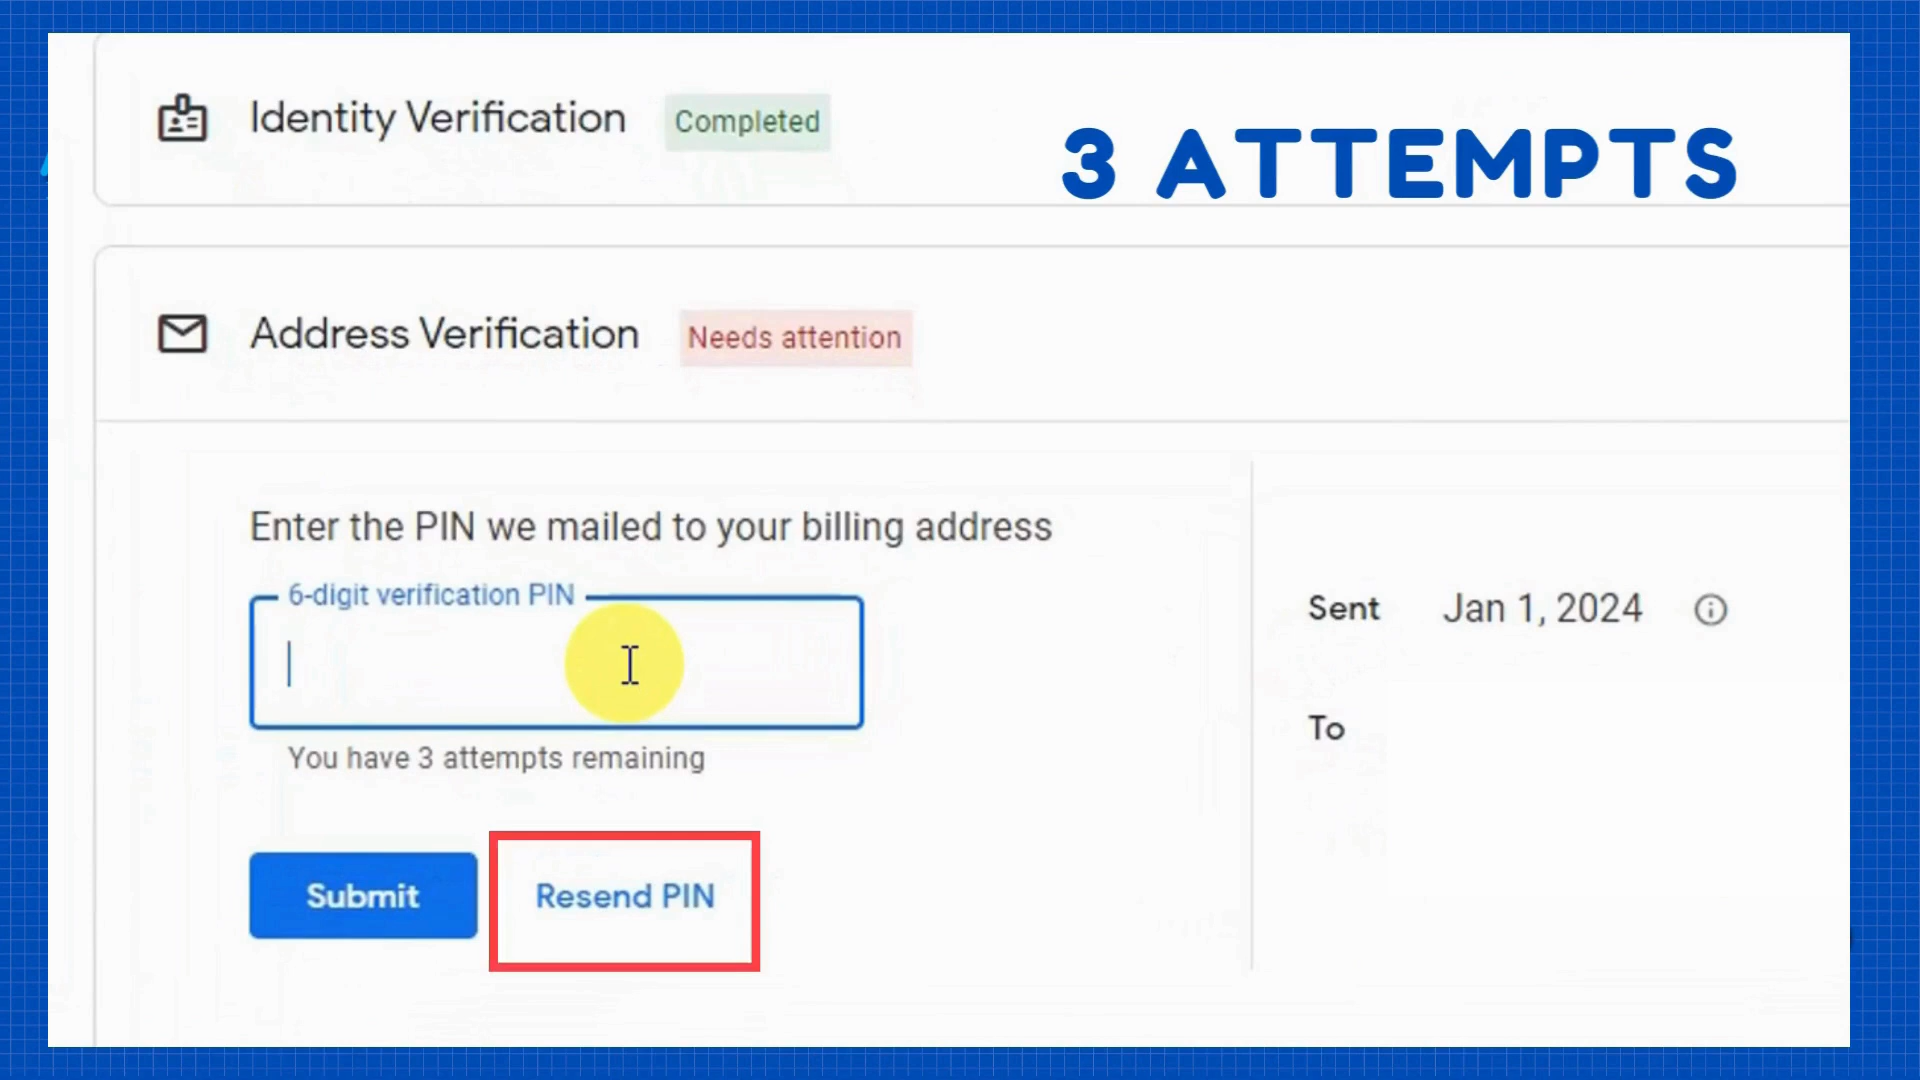 Identity Verification Completed
3 ATTEMPTS
Address Verification Needs attention
Enter the PIN we mailed to your billing address
6-digit verification PIN
You have 3 attempts remaining
Submit Resend PIN
Sent Jan 1, 2024
To